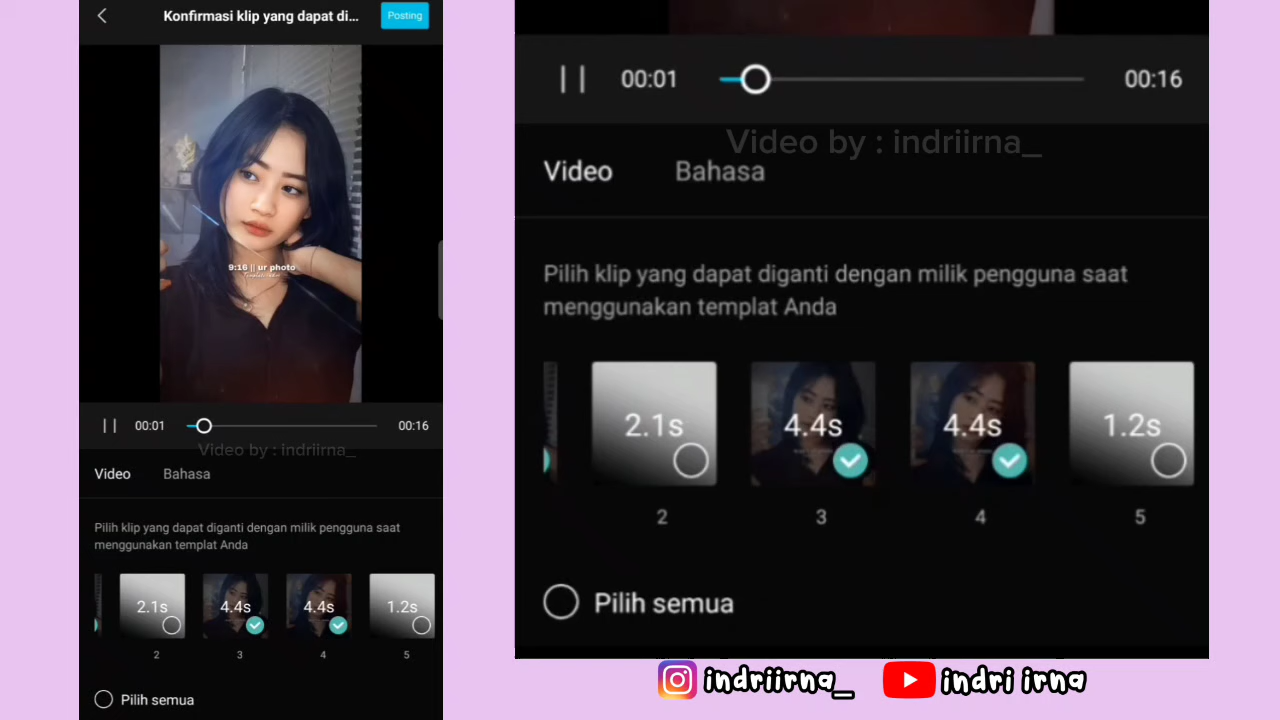 Konfirmasi klip yang dapat di...
Posting
9:16 || ur photo
00:01
00:16
Video by : indriirna_
Video
Bahasa
Pilih klip yang dapat diganti dengan milik pengguna saat
menggunakan templat Anda
2.1s
4.4s
4.4s
1.2s
2
3
4
5
Pilih semua
00:01
00:16
Video by : indriirna_
Video
Bahasa
Pilih klip yang dapat diganti dengan milik pengguna saat
menggunakan templat Anda
2.1s
4.4s
4.4s
1.2s
2
3
4
5
Pilih semua
indriirna_
indri irna